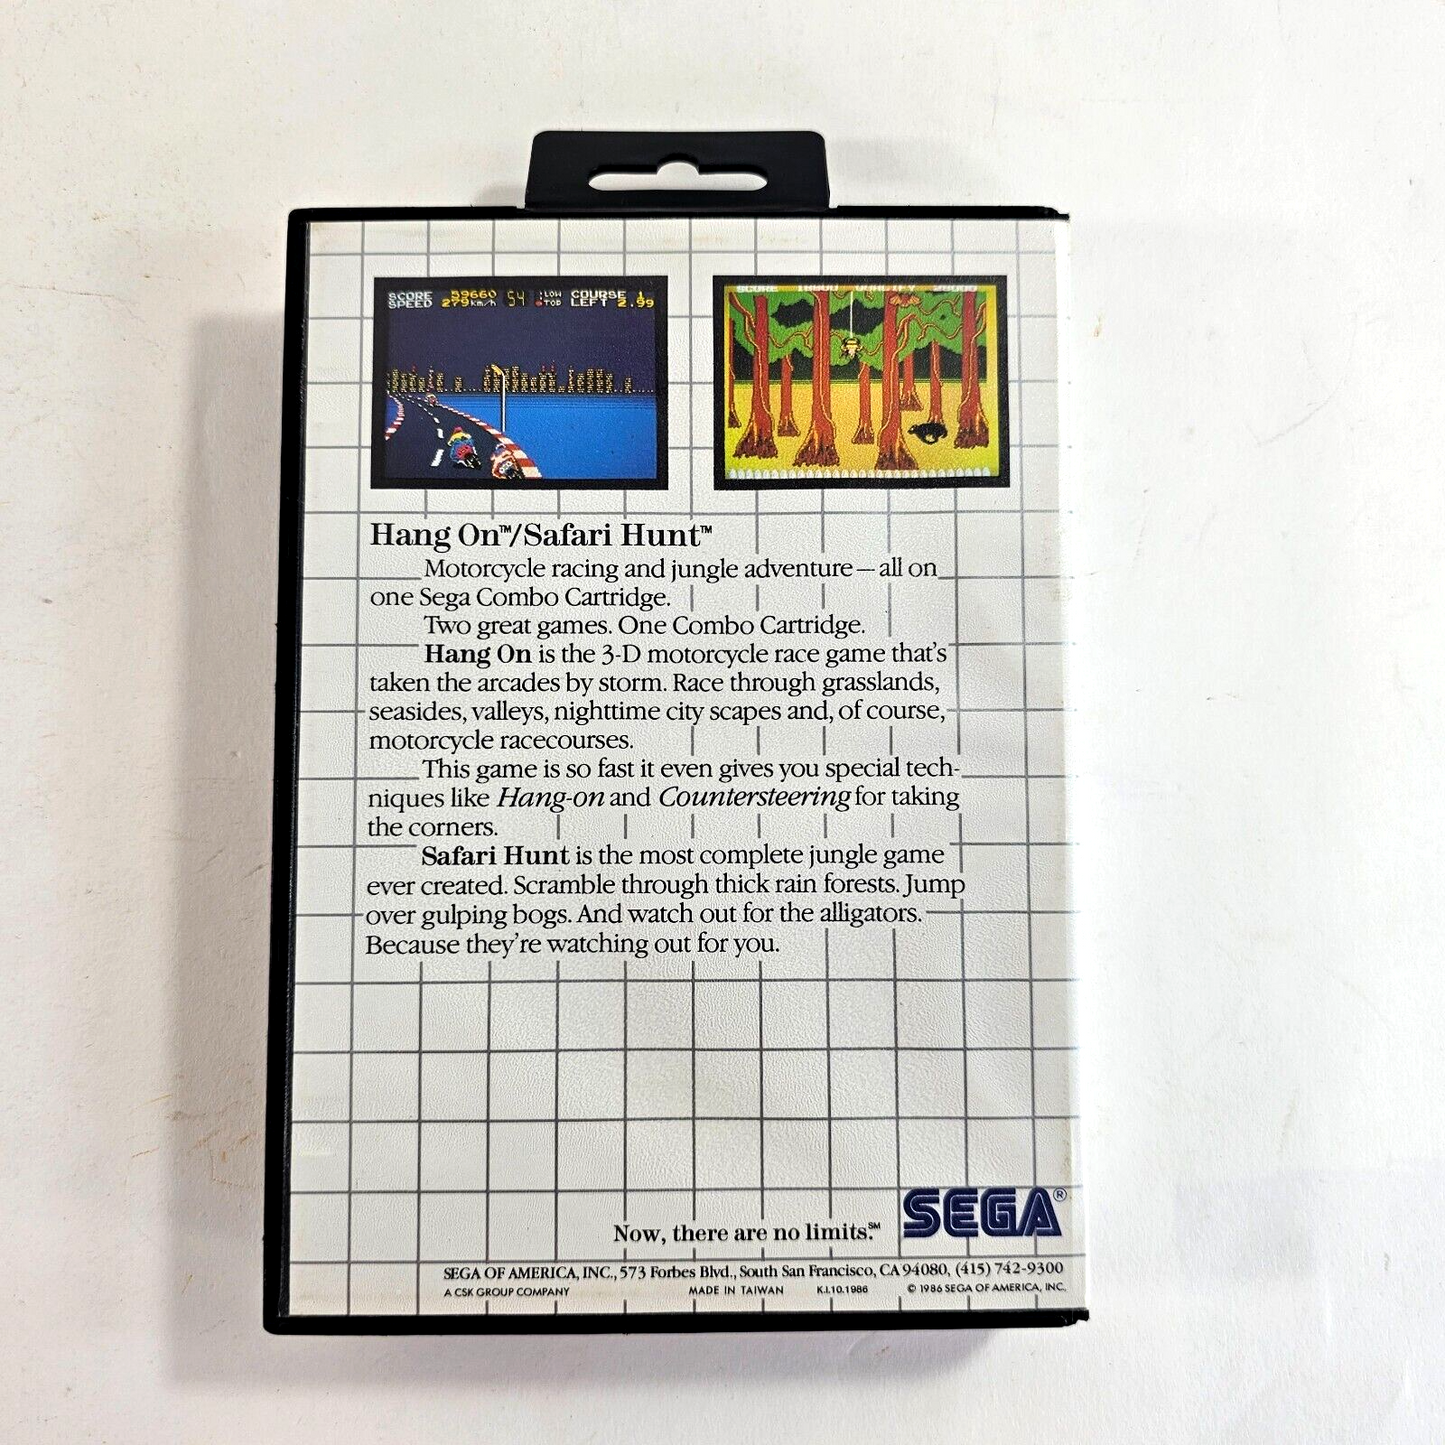 SCORE 59660 54 LOW COURSE 1
SPEED 279km/h TOD LEFT 2.99
SCORE
Hang On™/Safari Hunt™
Motorcycle racing and jungle adventure—all on
one Sega Combo Cartridge.
Two great games. One Combo Cartridge.
Hang On is the 3-D motorcycle race game that's
taken the arcades by storm. Race through grasslands,
seasides, valleys, nighttime city scapes and, of course,
motorcycle racecourses.
This game is so fast it even gives you special tech-
niques like Hang-on and Countersteering for taking
the corners.
Safari Hunt is the most complete jungle game
ever created. Scramble through thick rain forests. Jump
over gulping bogs. And watch out for the alligators.
Because they're watching out for you.
Now, there are no limits.℠ SEGA®
SEGA OF AMERICA, INC., 573 Forbes Blvd., South San Francisco, CA 94080, (415) 742-9300
A CSK GROUP COMPANY MADE IN TAIWAN K.I.10.1986 © 1986 SEGA OF AMERICA, INC.